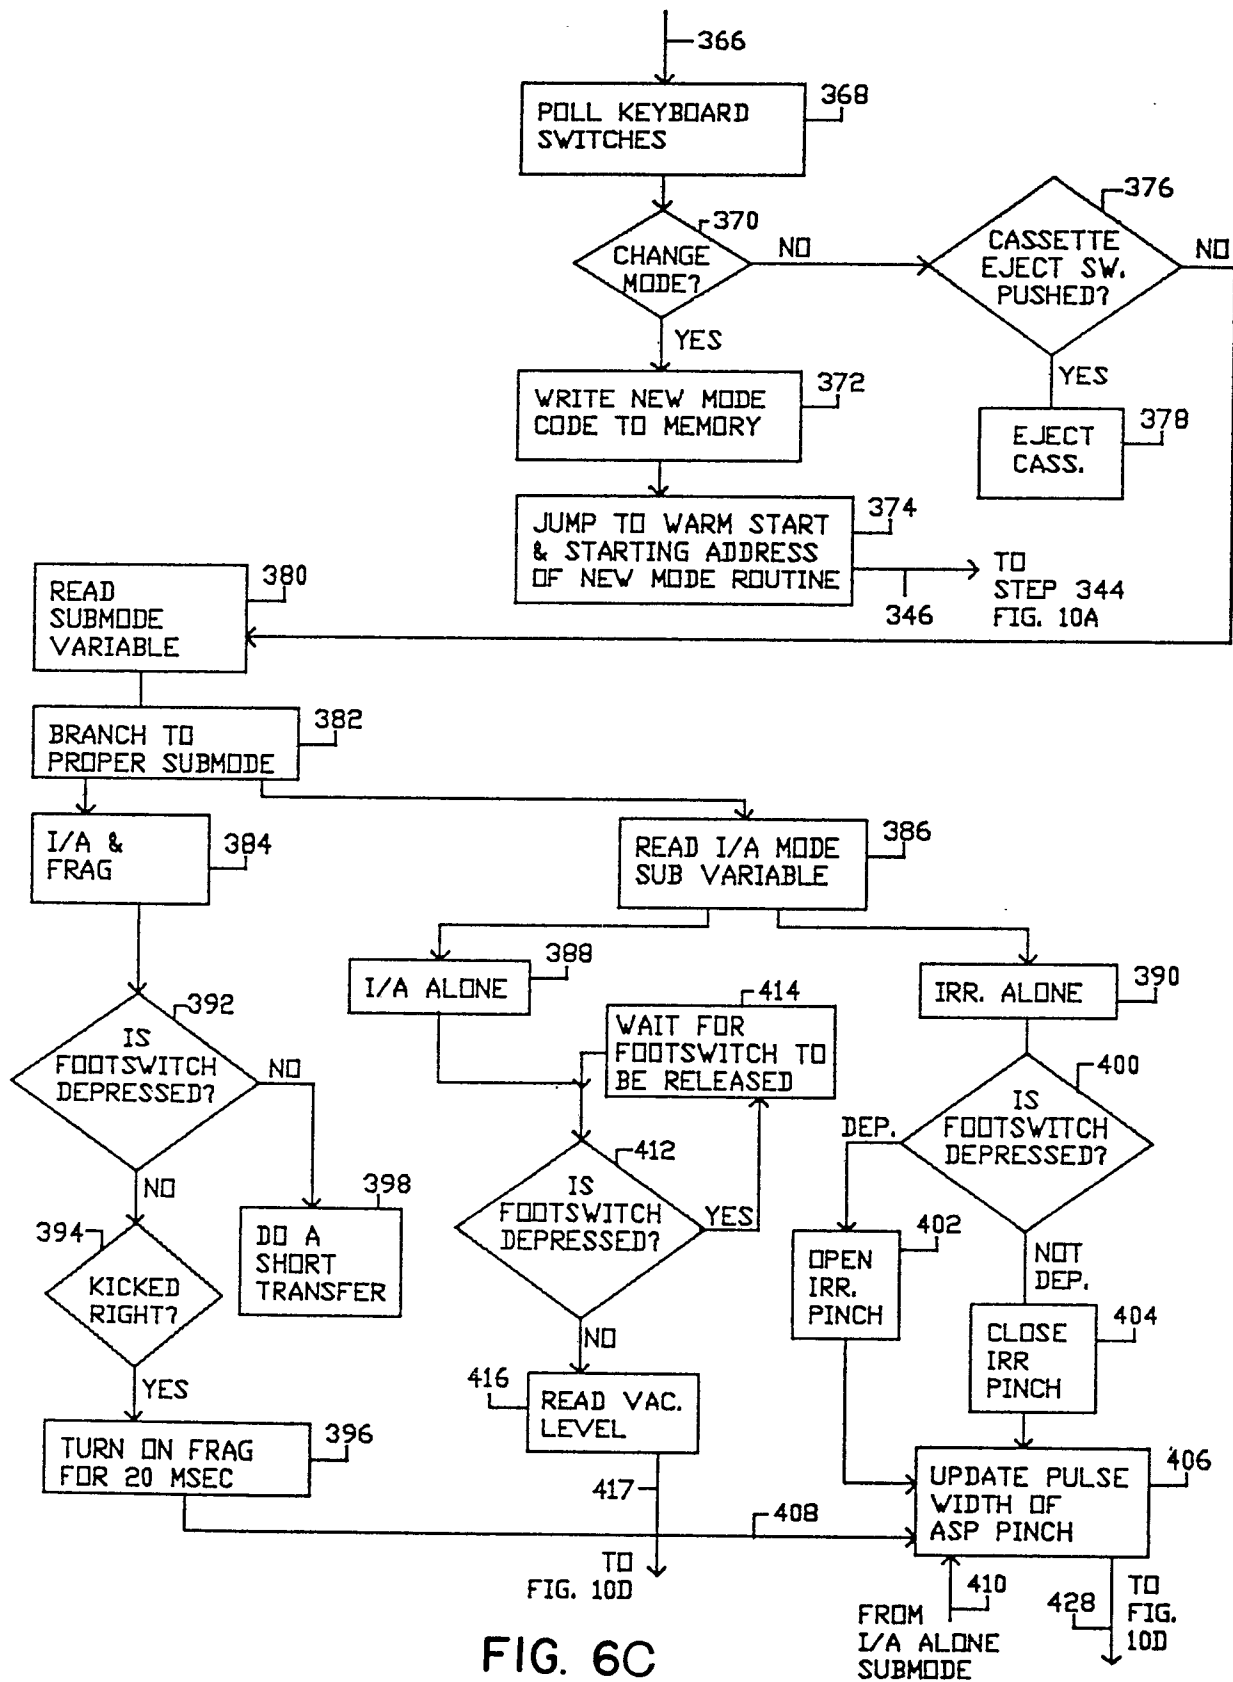 366
POLL KEYBOARD
SWITCHES
368
370
CHANGE
MODE?
NO
376
CASSETTE
EJECT SW.
PUSHED?
NO
YES
YES
WRITE NEW MODE
CODE TO MEMORY
372
EJECT
CASS.
378
JUMP TO WARM START
& STARTING ADDRESS
OF NEW MODE ROUTINE
374
346
TO
STEP 344
FIG. 10A
READ
SUBMODE
VARIABLE
380
BRANCH TO
PROPER SUBMODE
382
I/A &
FRAG
384
READ I/A MODE
SUB VARIABLE
386
I/A ALONE
388
IRR. ALONE
390
IS
FOOTSWITCH
DEPRESSED?
392
NO
WAIT FOR
FOOTSWITCH TO
BE RELEASED
414
IS
FOOTSWITCH
DEPRESSED?
400
DEP.
NO
394
KICKED
RIGHT?
DO A
SHORT
TRANSFER
398
IS
FOOTSWITCH
DEPRESSED?
412
YES
OPEN
IRR.
PINCH
402
NOT
DEP.
CLOSE
IRR
PINCH
404
YES
NO
416
READ VAC.
LEVEL
TURN ON FRAG
FOR 20 MSEC
396
417
408
UPDATE PULSE
WIDTH OF
ASP PINCH
406
TO
FIG. 10D
410
FROM
I/A ALONE
SUBMODE
428
TO
FIG.
10D
FIG. 6C